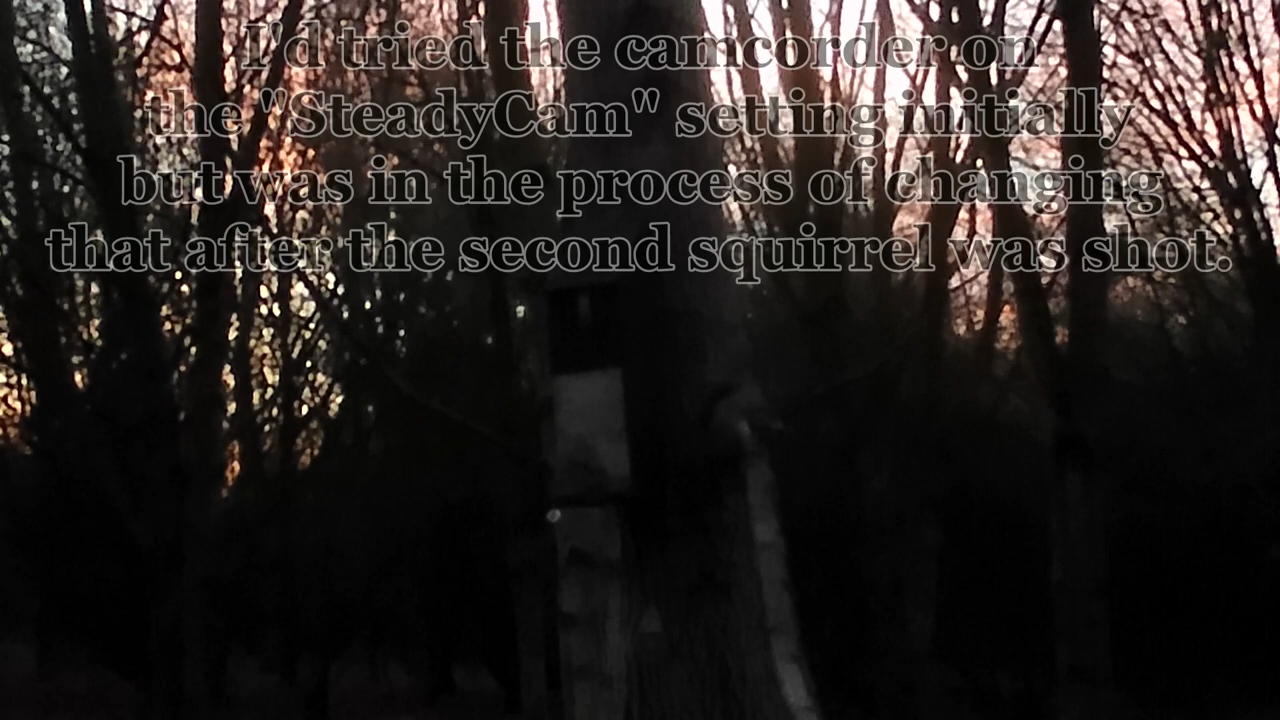 I'd tried the camcorder on
the "SteadyCam" setting initially
but was in the process of changing
that after the second squirrel was shot.